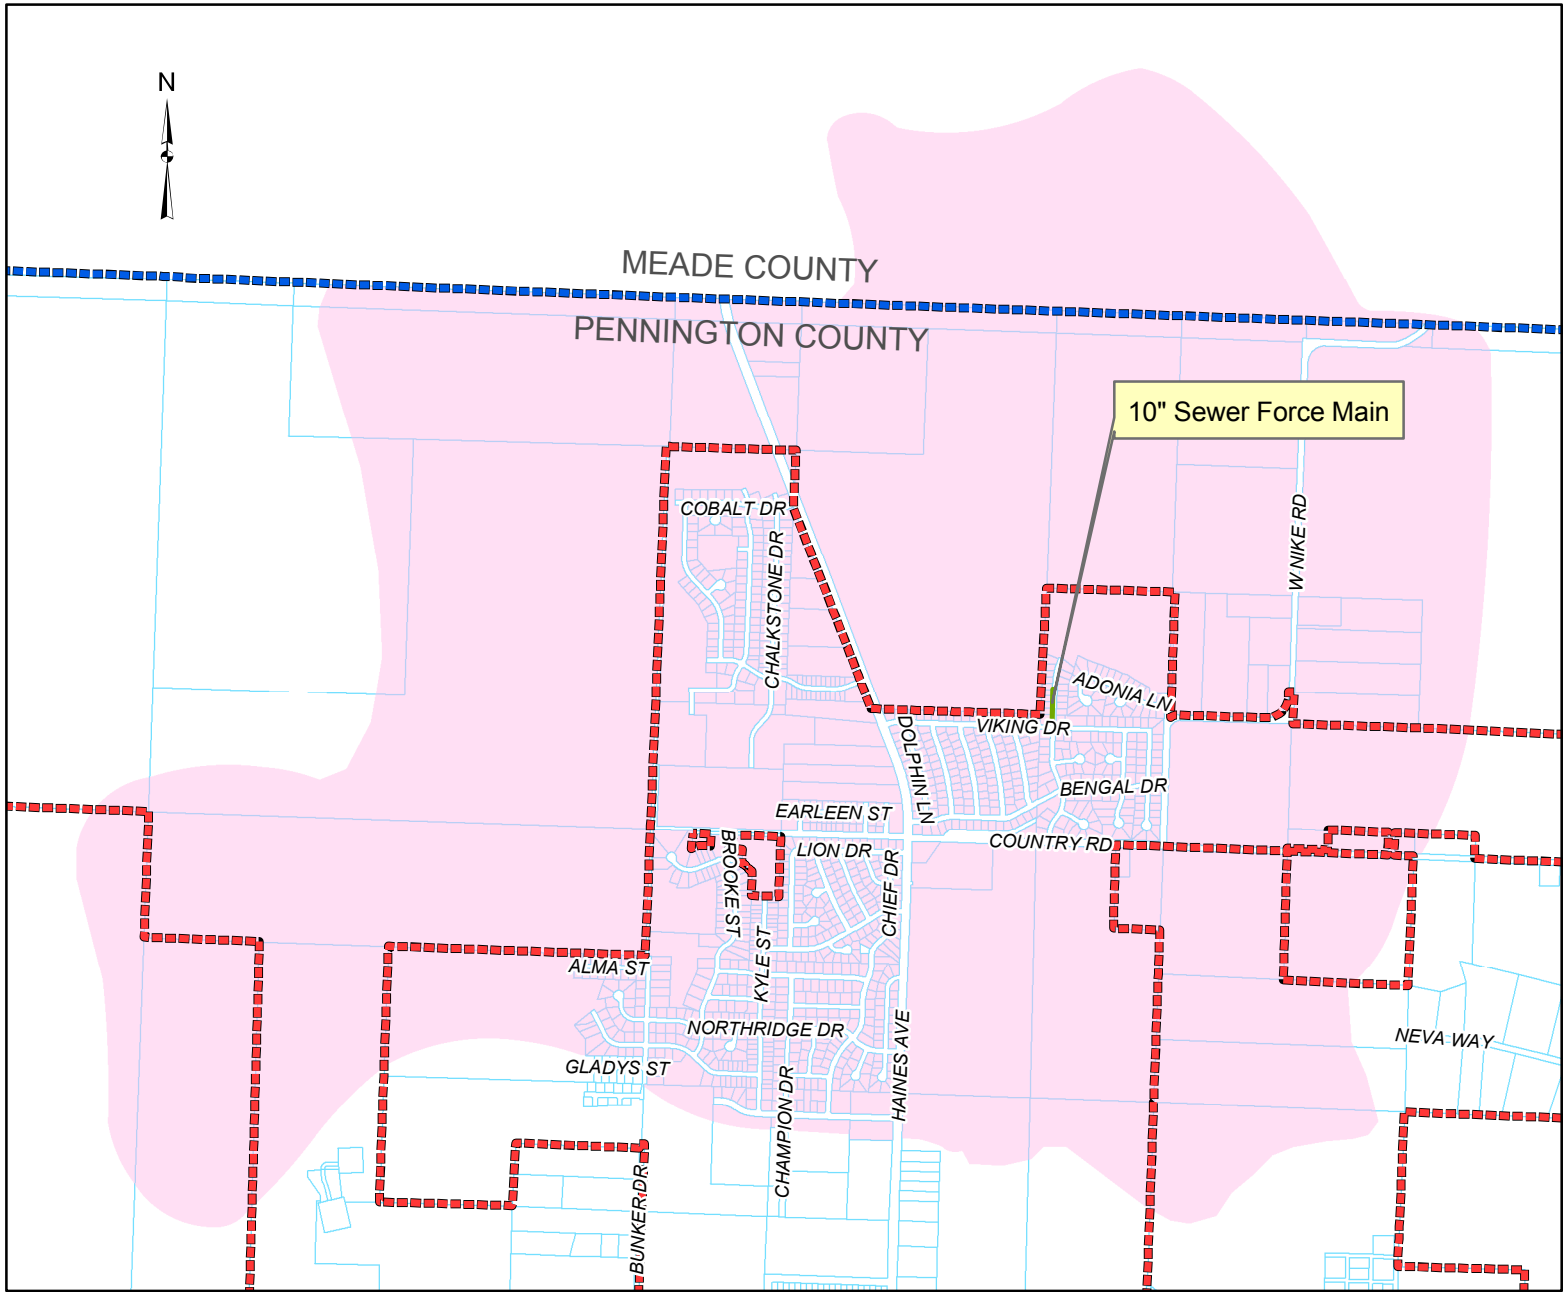 N
MEADE COUNTY
PENNINGTON COUNTY
10" Sewer Force Main
COBALT DR
CHALKSTONE DR
W NIKE RD
ADONIA LN
VIKING DR
DOLPHIN LN
BENGAL DR
EARLEEN ST
COUNTRY RD
LION DR
BROOKE ST
CHIEF DR
KYLE ST
ALMA ST
NORTHRIDGE DR
HAINES AVE
NEVA WAY
GLADYS ST
CHAMPION DR
BUNKER DR